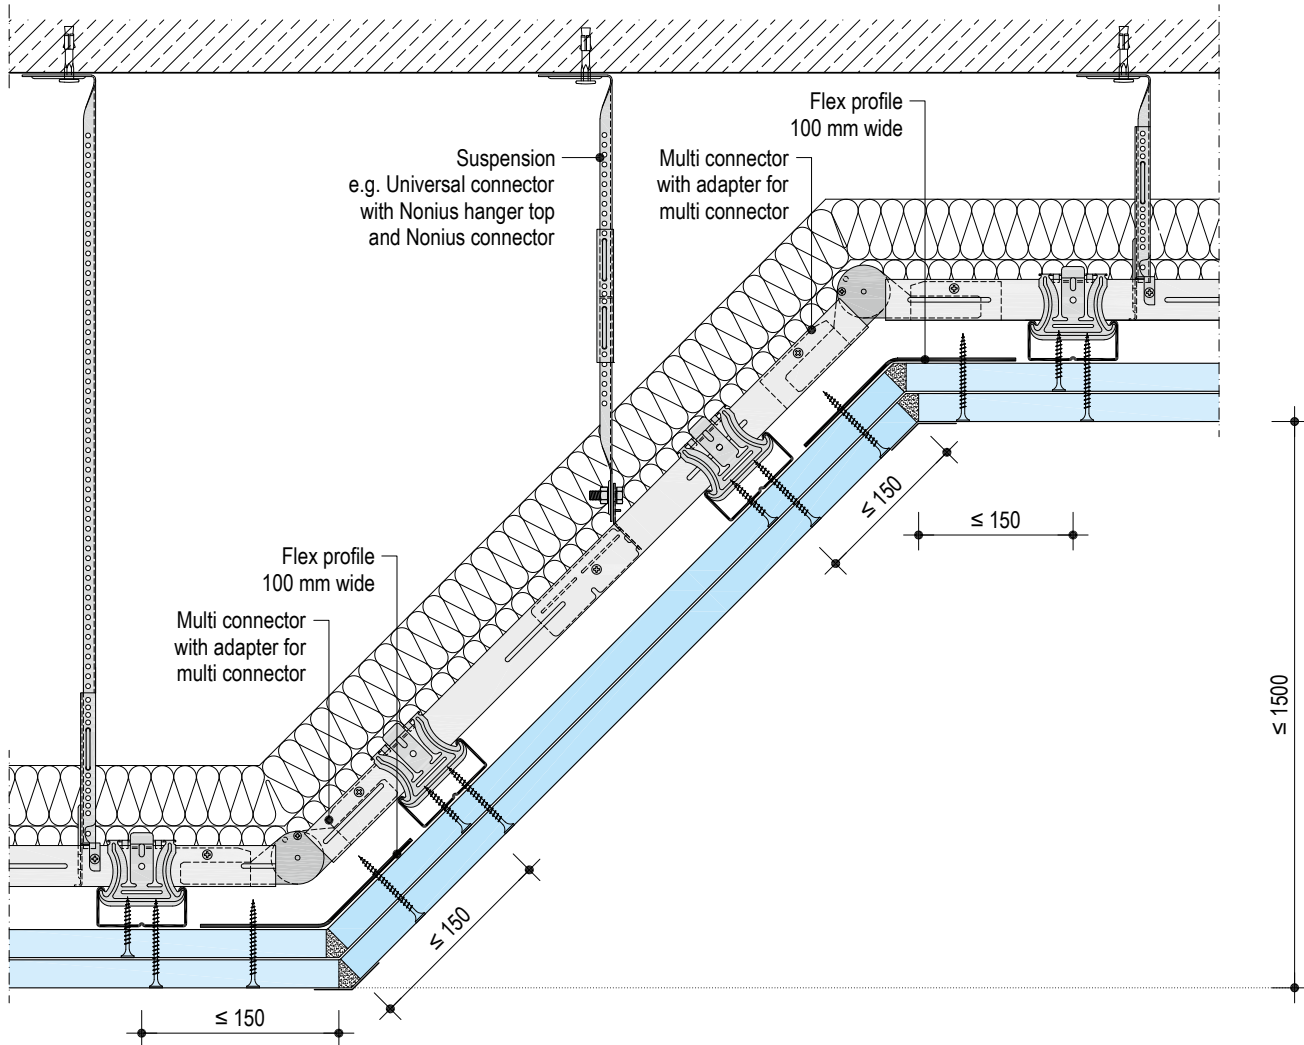 Flex profile
100 mm wide
Suspension
e.g. Universal connector
with Nonius hanger top
and Nonius connector
Multi connector
with adapter for
multi connector
≤ 150
≤ 150
Flex profile
100 mm wide
Multi connector
with adapter for
multi connector
≤ 1500
≤ 150
≤ 150